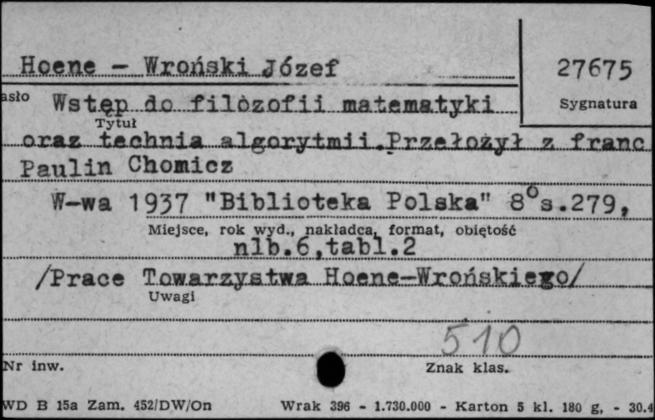 Hoene - Wroński Józef
27675
asło Wstęp do filozofii matematyki
Sygnatura
Tytuł
oraz technia algorytmii.Przełożył z franc
Paulin Chomicz
W-wa 1937 "Biblioteka Polska" 8° s.279,
Miejsce, rok wyd., nakładca, format, objętość
nlb.6,tabl.2
/Prace Towarzystwa Hoene-Wrońskiego/
Uwagi
510
Nr inw.
Znak klas.
WD B 15a Zam. 452/DW/On Wrak 396 - 1.730.000 - Karton 5 kl. 180 g. - 30.4